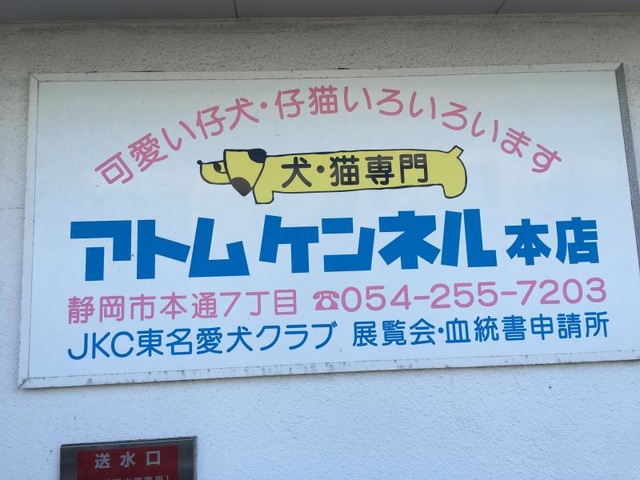 可愛い仔犬・仔猫いろいろいます
犬・猫専門
アトムケンネル本店
静岡市本通7丁目 ☎054-255-7203
JKC東名愛犬クラブ 展覧会・血統書申請所
送水口